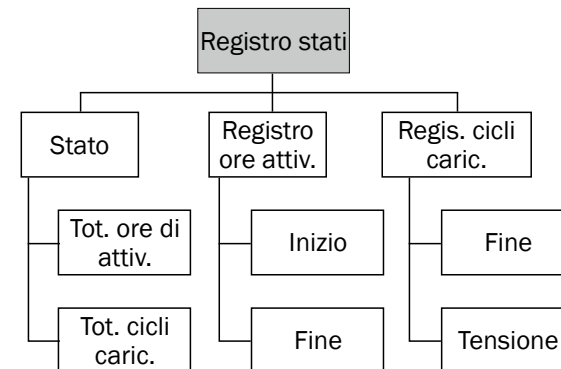 Registro stati
Stato
Registro
ore attiv.
Regis. cicli
caric.
Tot. ore di
attiv.
Inizio
Fine
Tot. cicli
caric.
Fine
Tensione